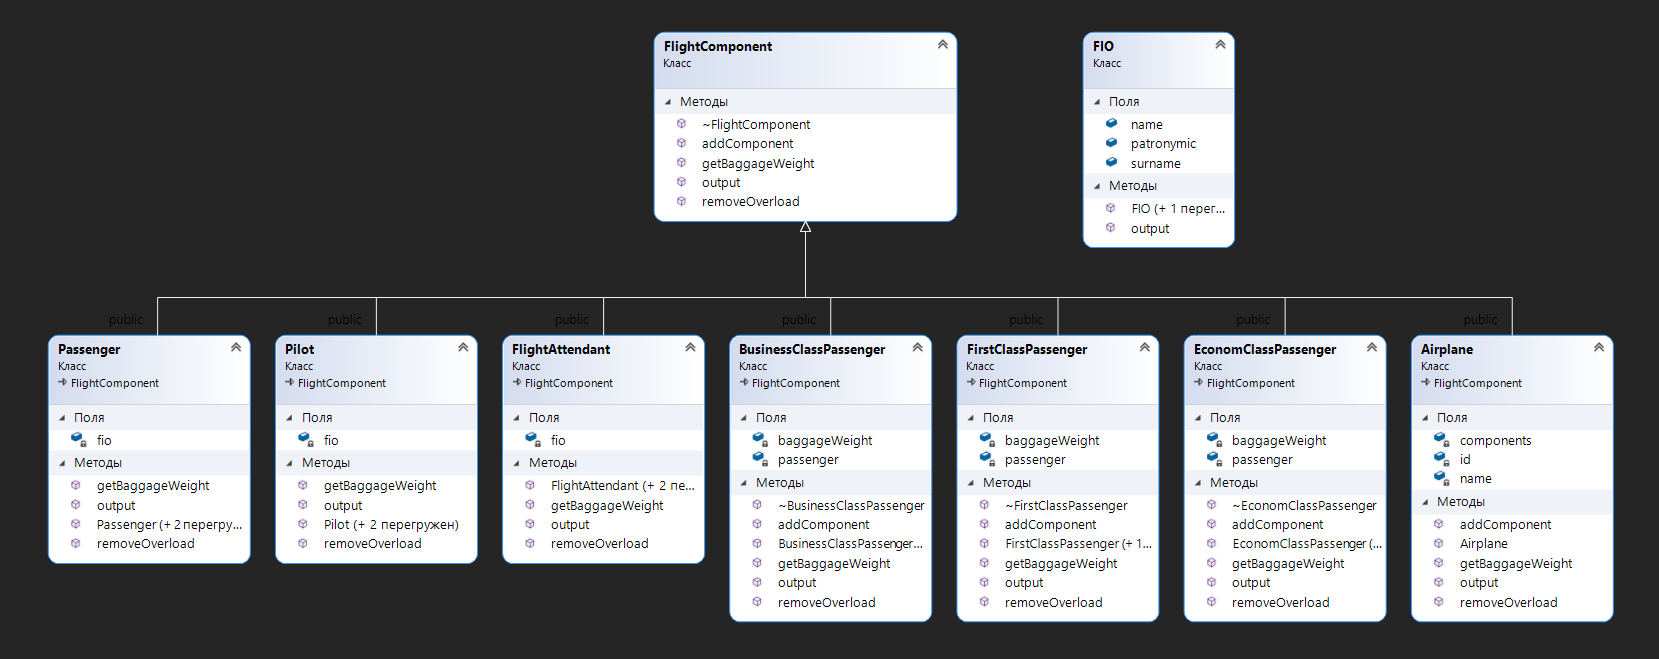 FlightComponent
Класс
Методы
~FlightComponent
addComponent
getBaggageWeight
output
removeOverload
FIO
Класс
Поля
name
patronymic
surname
Методы
FIO (+ 1 перег...
output
public
public
public
public
public
public
public
Passenger
Класс
FlightComponent
Поля
fio
Методы
getBaggageWeight
output
Passenger (+ 2 перегру...
removeOverload
Pilot
Класс
FlightComponent
Поля
fio
Методы
getBaggageWeight
output
Pilot (+ 2 перегружен)
removeOverload
FlightAttendant
Класс
FlightComponent
Поля
fio
Методы
FlightAttendant (+ 2 пе...
getBaggageWeight
output
removeOverload
BusinessClassPassenger
Класс
FlightComponent
Поля
baggageWeight
passenger
Методы
~BusinessClassPassenger
addComponent
BusinessClassPassenger...
getBaggageWeight
output
removeOverload
FirstClassPassenger
Класс
FlightComponent
Поля
baggageWeight
passenger
Методы
~FirstClassPassenger
addComponent
FirstClassPassenger (+ 1...
getBaggageWeight
output
removeOverload
EconomClassPassenger
Класс
FlightComponent
Поля
baggageWeight
passenger
Методы
~EconomClassPassenger
addComponent
EconomClassPassenger (...
getBaggageWeight
output
removeOverload
Airplane
Класс
FlightComponent
Поля
components
id
name
Методы
addComponent
Airplane
getBaggageWeight
output
removeOverload